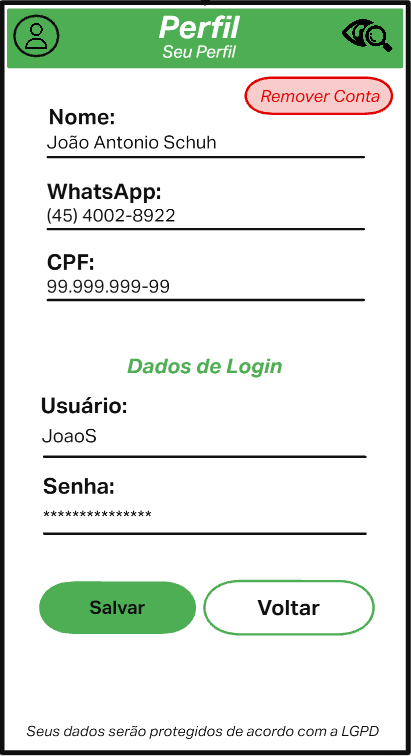 Perfil
Seu Perfil
Remover Conta
Nome:
João Antonio Schuh
WhatsApp:
(45) 4002-8922
CPF:
99.999.999-99
Dados de Login
Usuário:
JoaoS
Senha:
***************
Salvar
Voltar
Seus dados serão protegidos de acordo com a LGPD